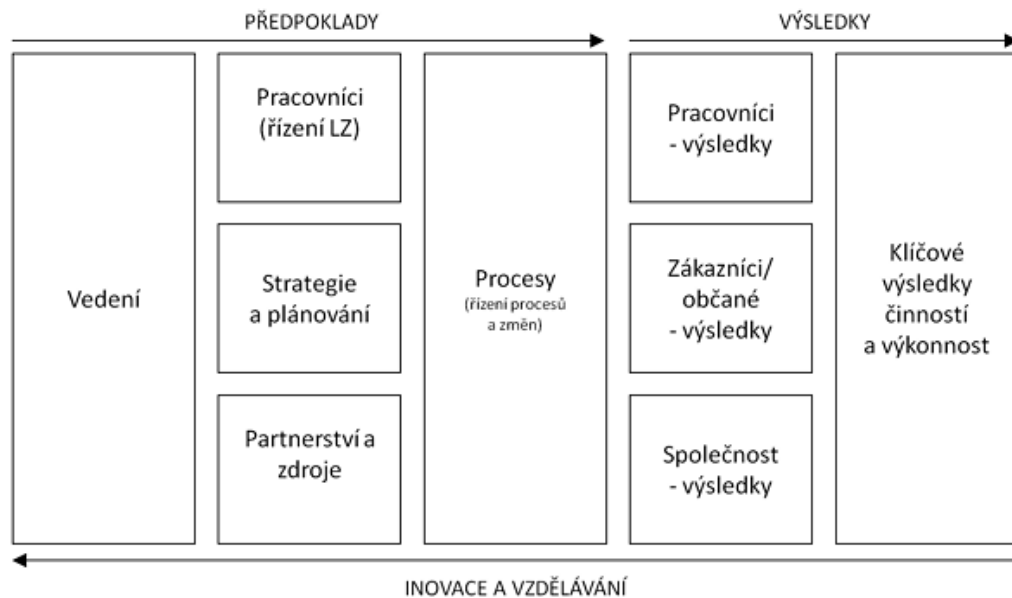 PŘEDPOKLADY
VÝSLEDKY
Vedení
Pracovníci
(řízení LZ)
Strategie
a plánování
Partnerství a
zdroje
Procesy
(řízení procesů
a změn)
Pracovníci
- výsledky
Zákazníci/
občané
- výsledky
Společnost
- výsledky
Klíčové
výsledky
činností
a výkonnost
INOVACE A VZDĚLÁVÁNÍ